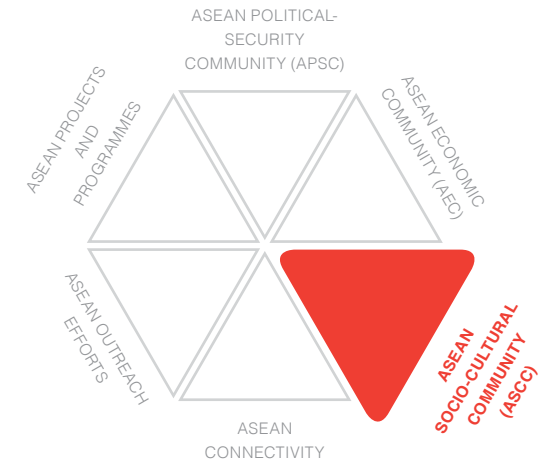 ASEAN POLITICAL-
SECURITY
COMMUNITY (APSC)
ASEAN ECONOMIC
COMMUNITY (AEC)
ASEAN
SOCIO-CULTURAL
COMMUNITY
(ASCC)
ASEAN
CONNECTIVITY
ASEAN OUTREACH
EFFORTS
ASEAN PROJECTS
AND
PROGRAMMES